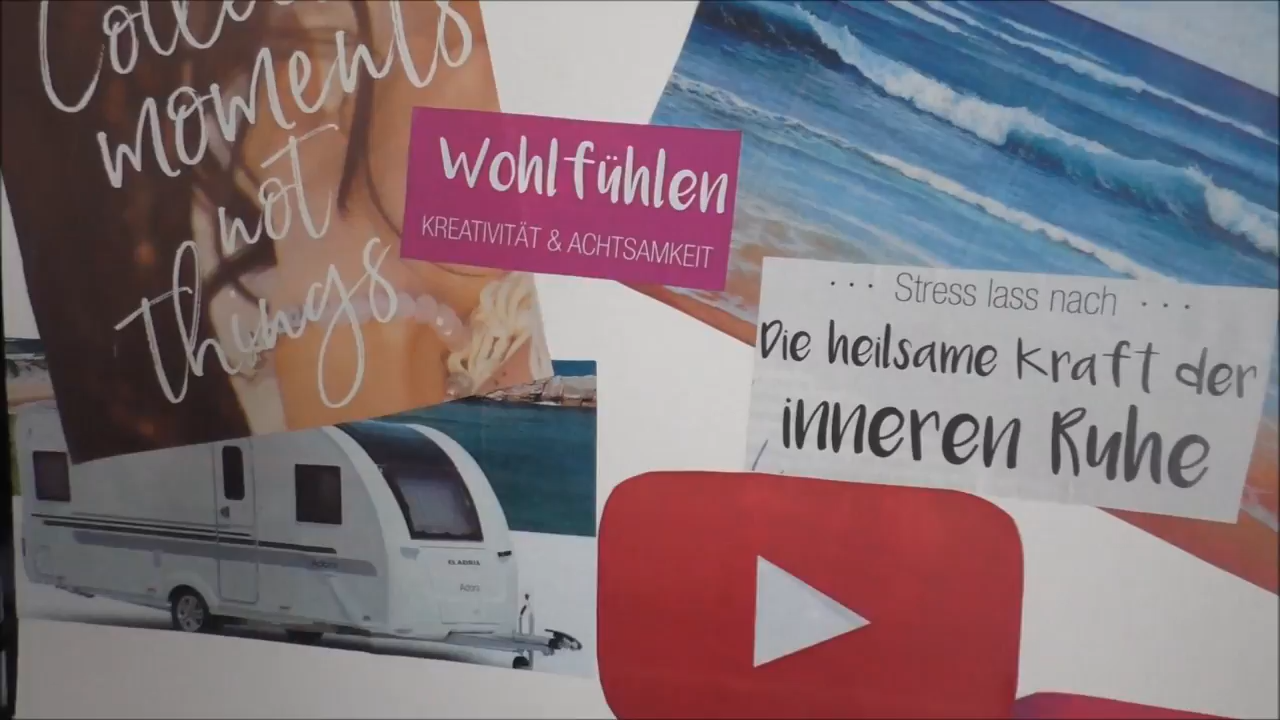 moments
not
things
Wohlfühlen
KREATIVITÄT & ACHTSAMKEIT
... Stress lass nach ...
Die heilsame Kraft der
inneren Ruhe